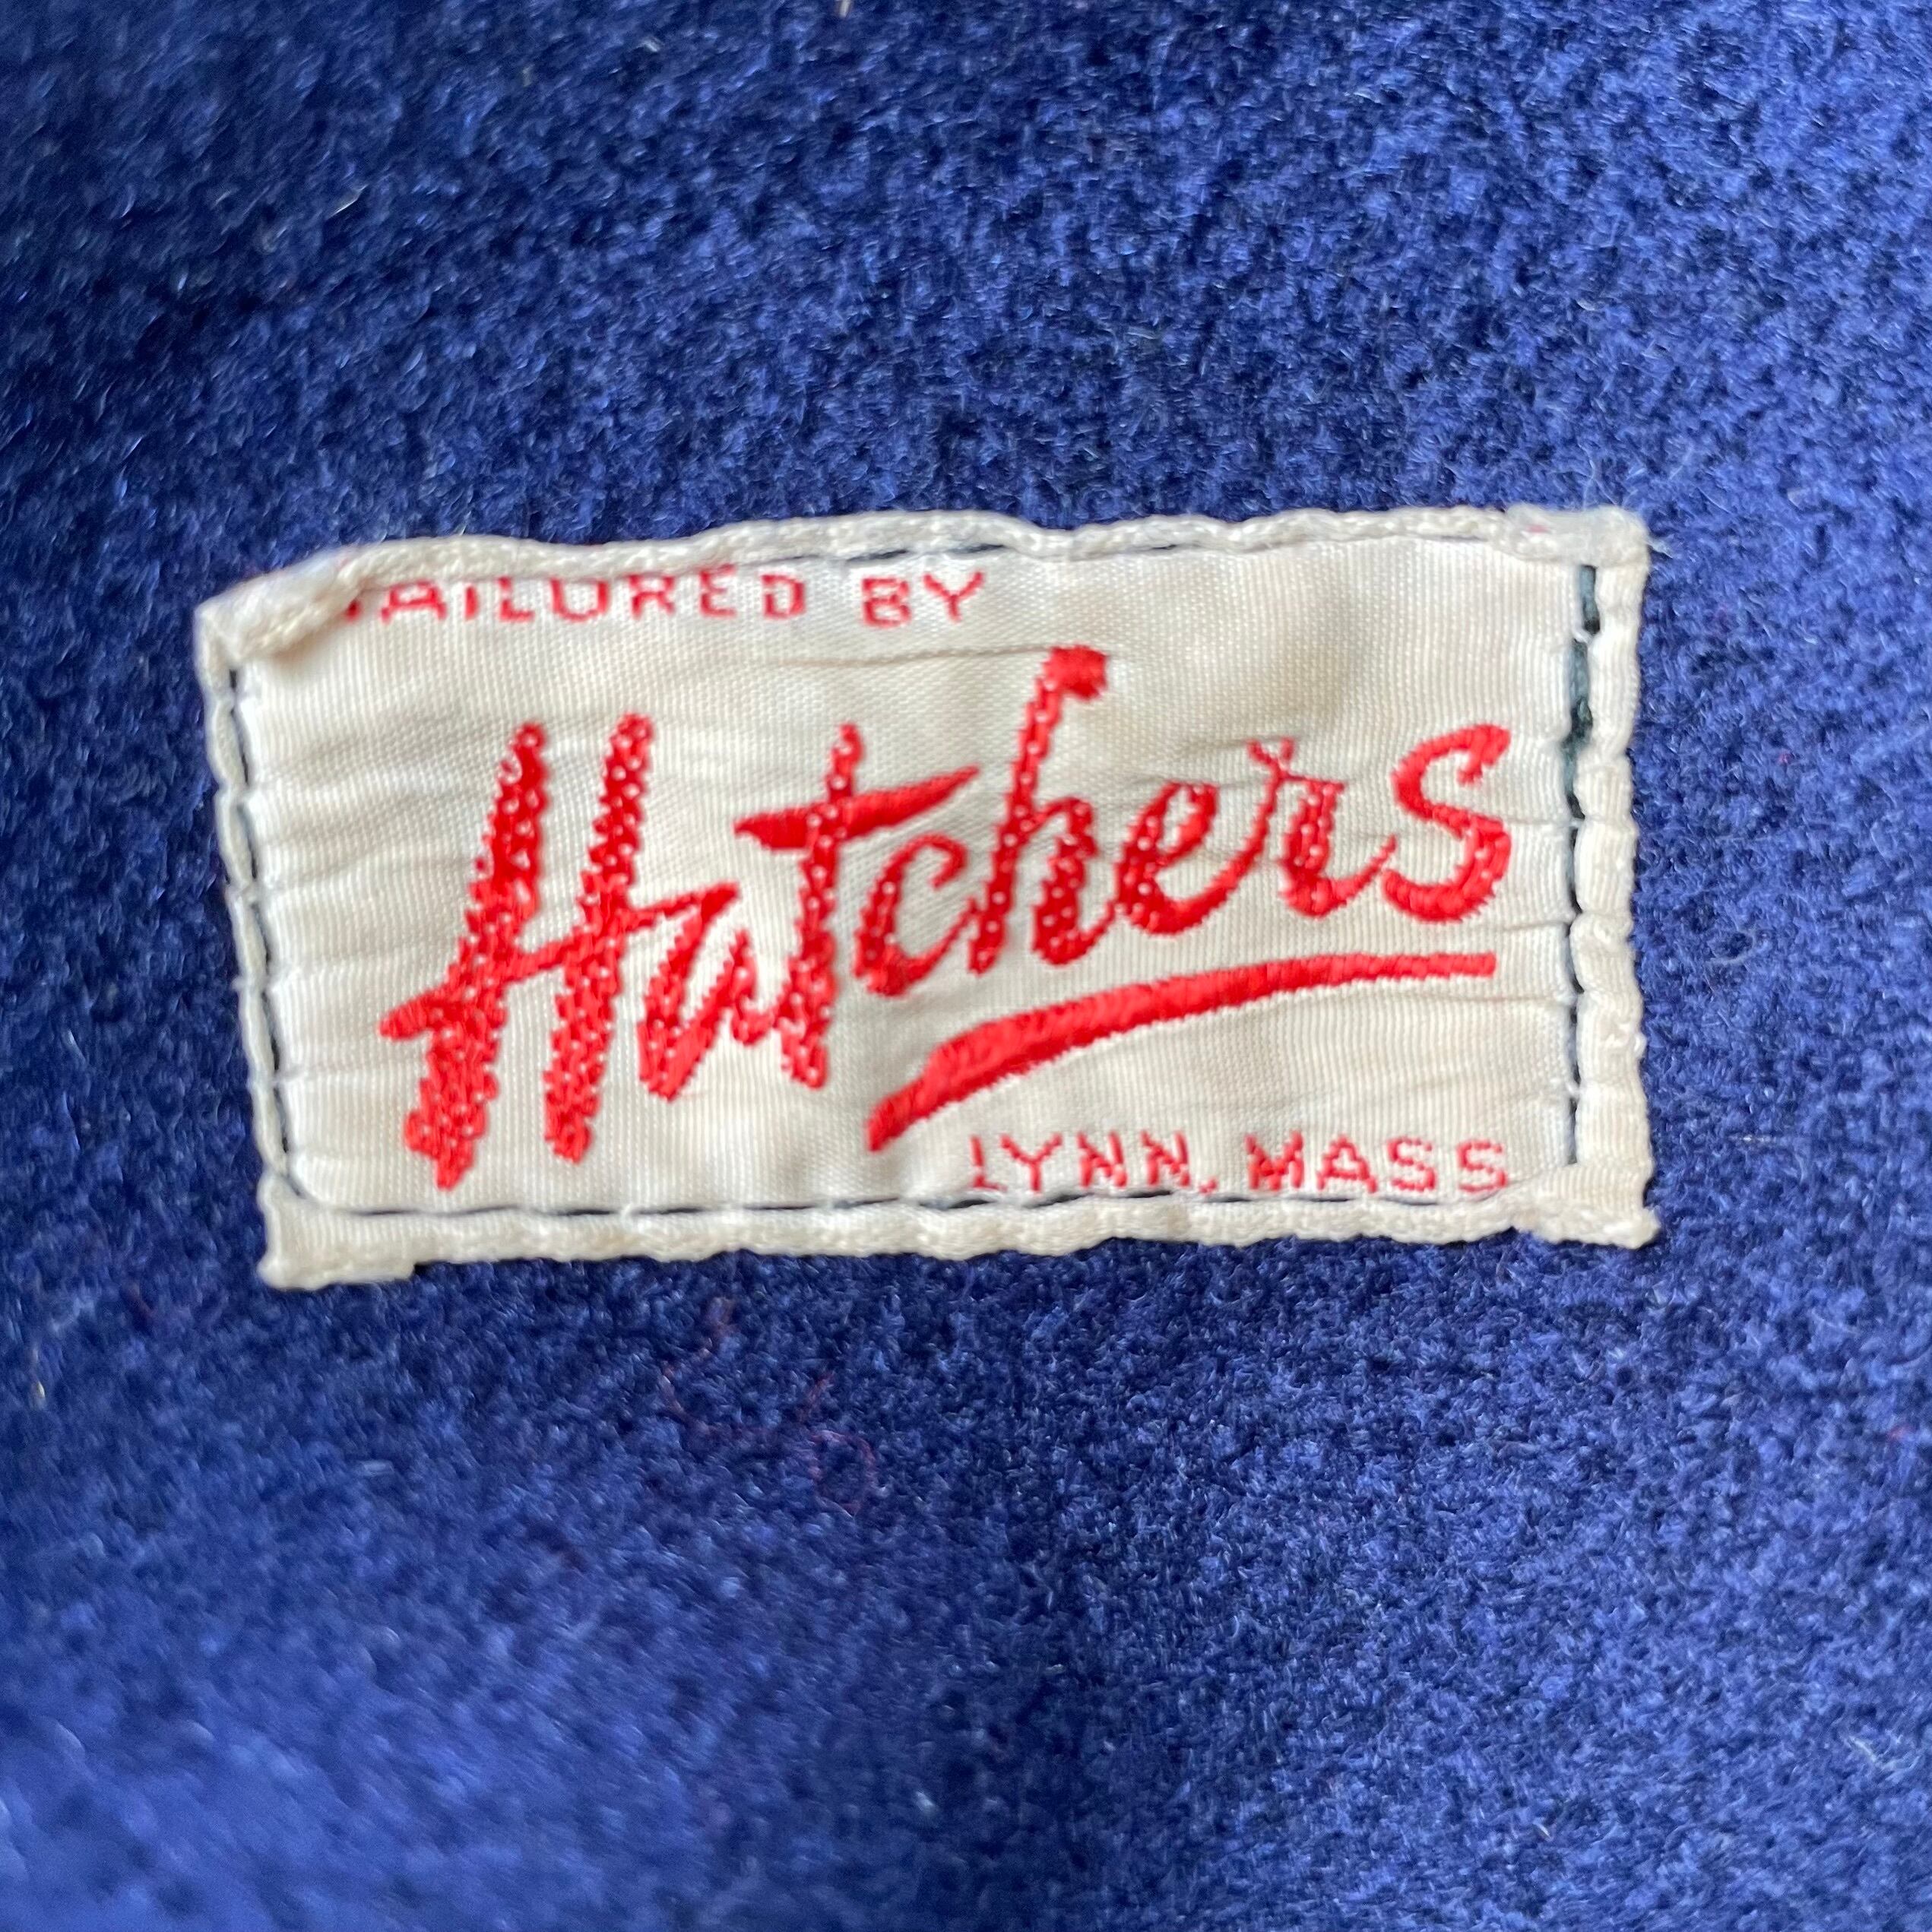 TAILORED BY
Hatchers
LYNN, MASS